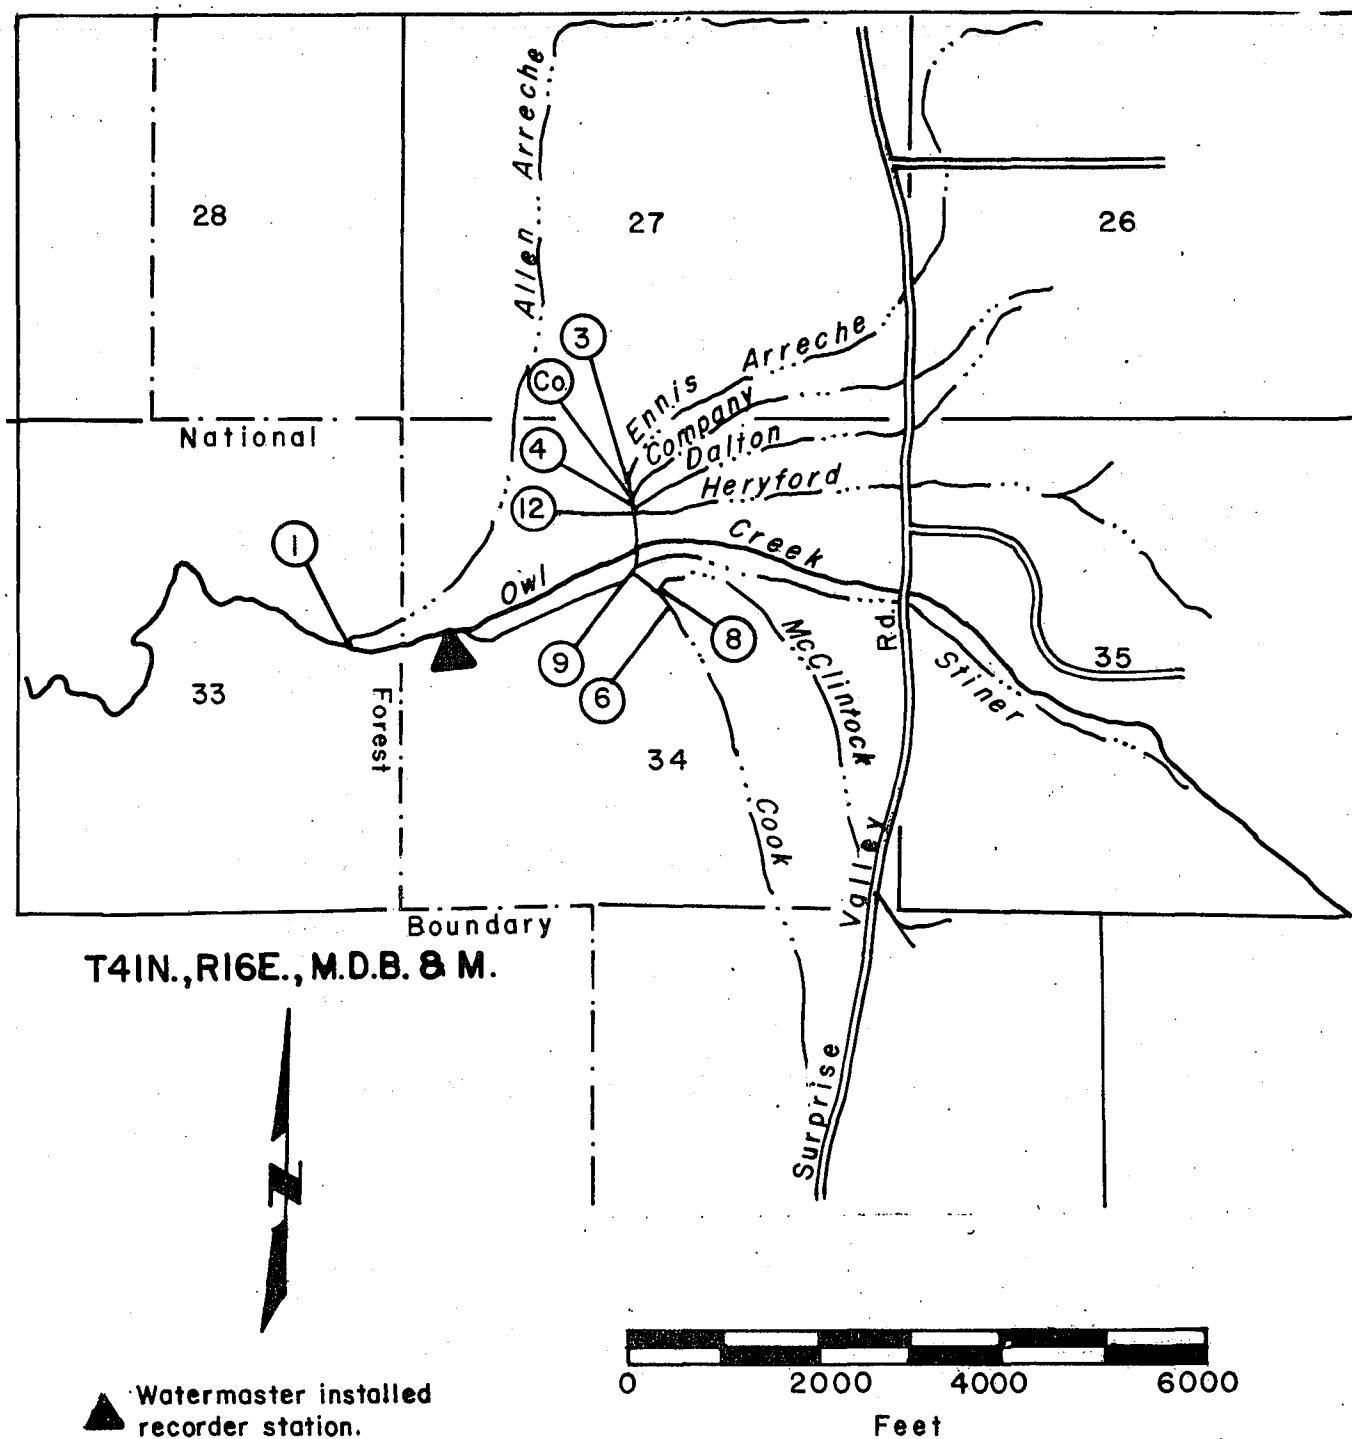 Allen Arreche
28
27
26
3
Co.
Ennis Arreche
Company
4
Dalton
National
Heryford
12
1
Owl Creek
8
McClintock
9
6
Stiner
35
33
Forest
34
Cook
Surprise Valley Rd.
Boundary
T41N., R16E., M.D.B. & M.
N
0 2000 4000 6000
Feet
Watermaster installed
recorder station.